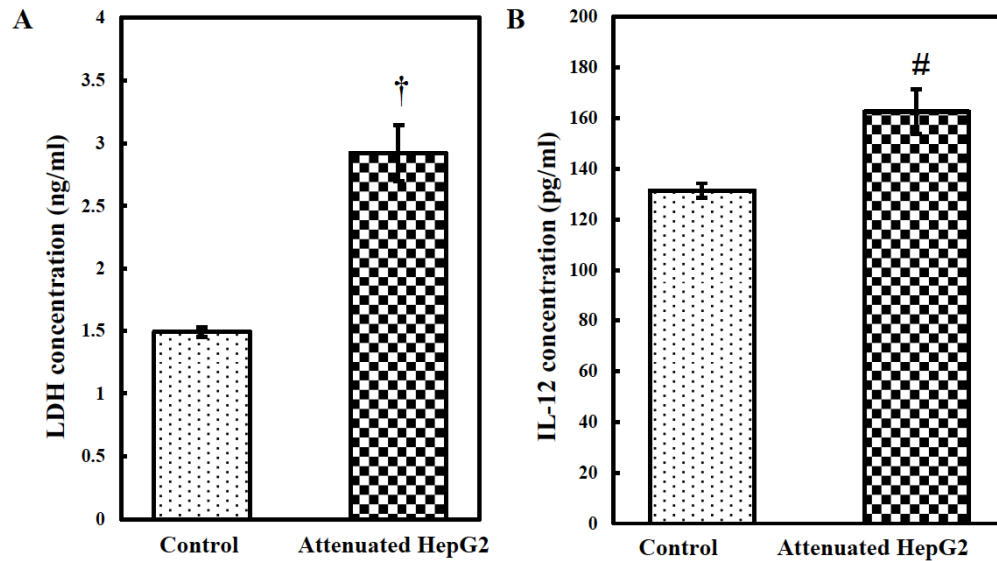 A
LDH concentration (ng/ml)
4
3.5
3
2.5
2
1.5
1
0.5
0
†
Control
Attenuated HepG2
B
IL-12 concentration (pg/ml)
200
180
160
140
120
100
80
60
40
20
0
#
Control
Attenuated HepG2